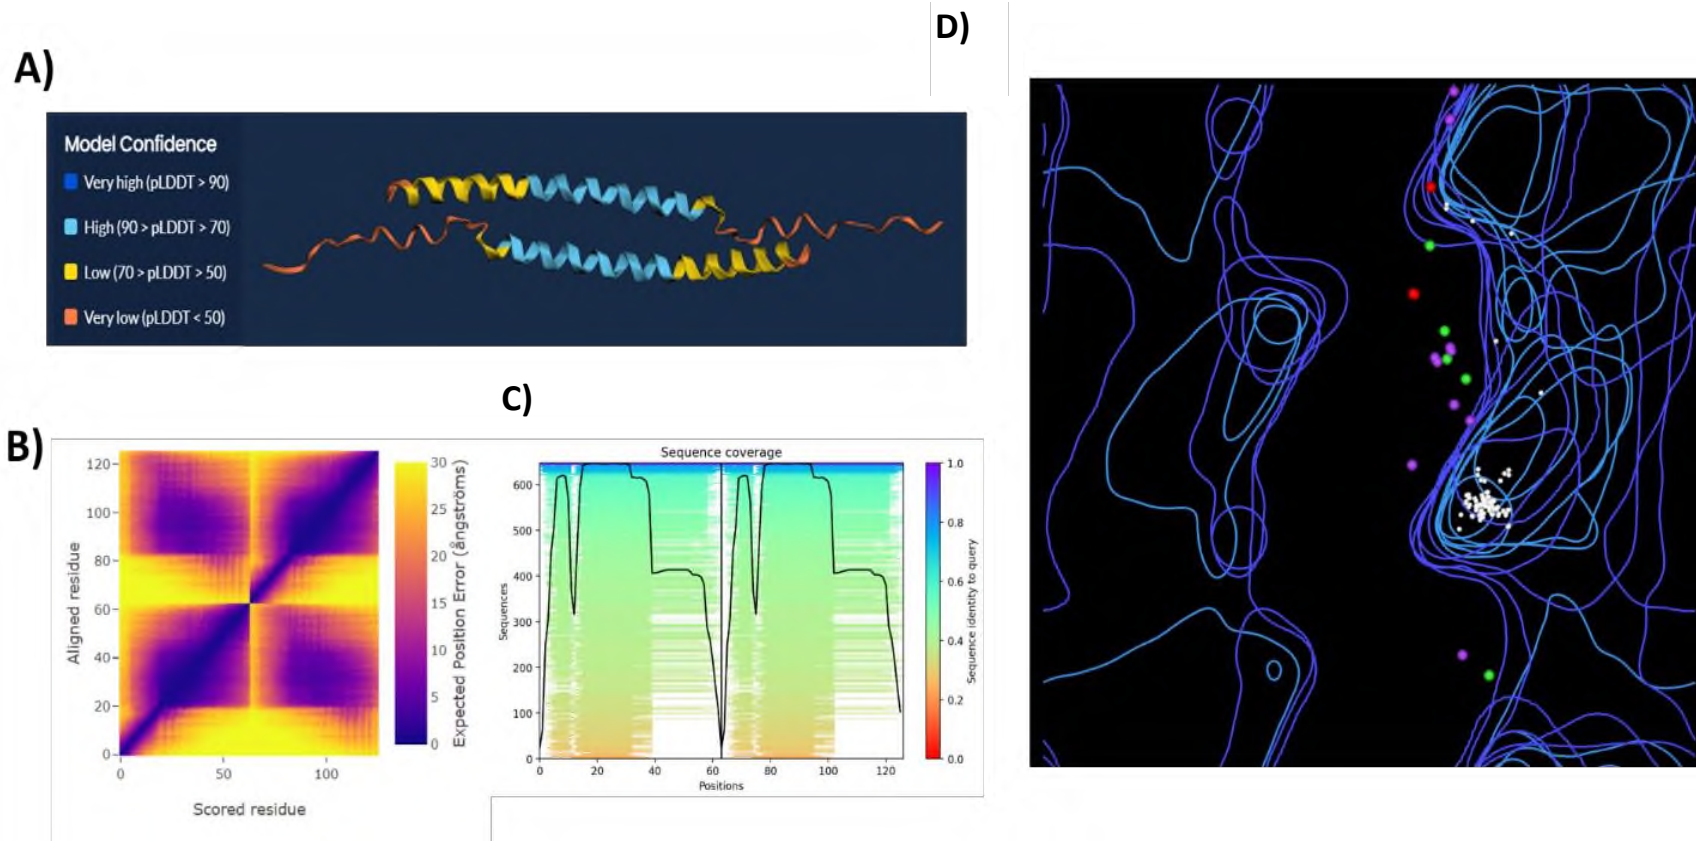 A)
Model Confidence
Very high (pLDDT > 90)
High (90 > pLDDT > 70)
Low (70 > pLDDT > 50)
Very low (pLDDT < 50)
B)
120
100
80
60
40
20
0
0 50 100
Aligned residue
Scored residue
30
25
20
15
10
5
0
Expected Position Error (ångströms)
C)
Sequence coverage
600
500
400
300
200
100
0
0 20 40 60 80 100 120
Sequences
Positions
1.0
0.8
0.6
0.4
0.2
0.0
Sequence identity to query
D)